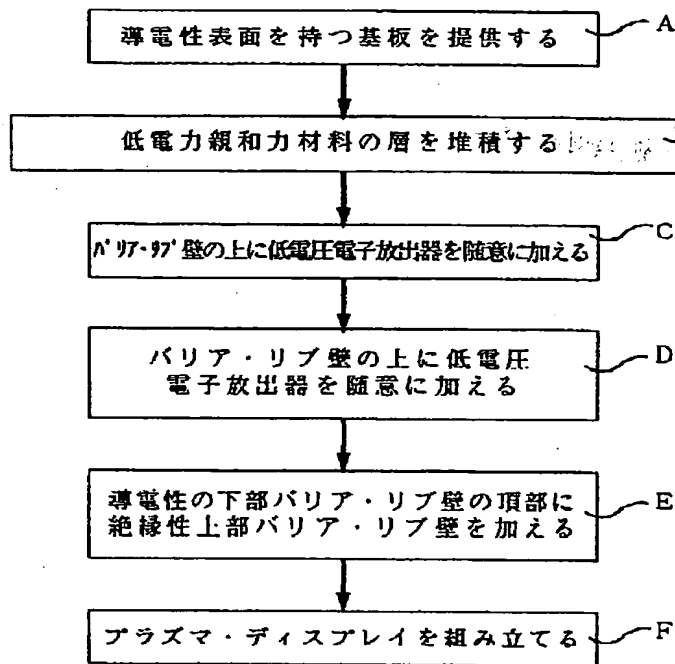 導電性表面を持つ基板を提供する
A
低電力親和力材料の層を堆積する
バリア・リブ壁の上に低電圧電子放出器を随意に加える
C
バリア・リブ壁の上に低電圧
電子放出器を随意に加える
D
導電性の下部バリア・リブ壁の頂部に
絶縁性上部バリア・リブ壁を加える
E
プラズマ・ディスプレイを組み立てる
F